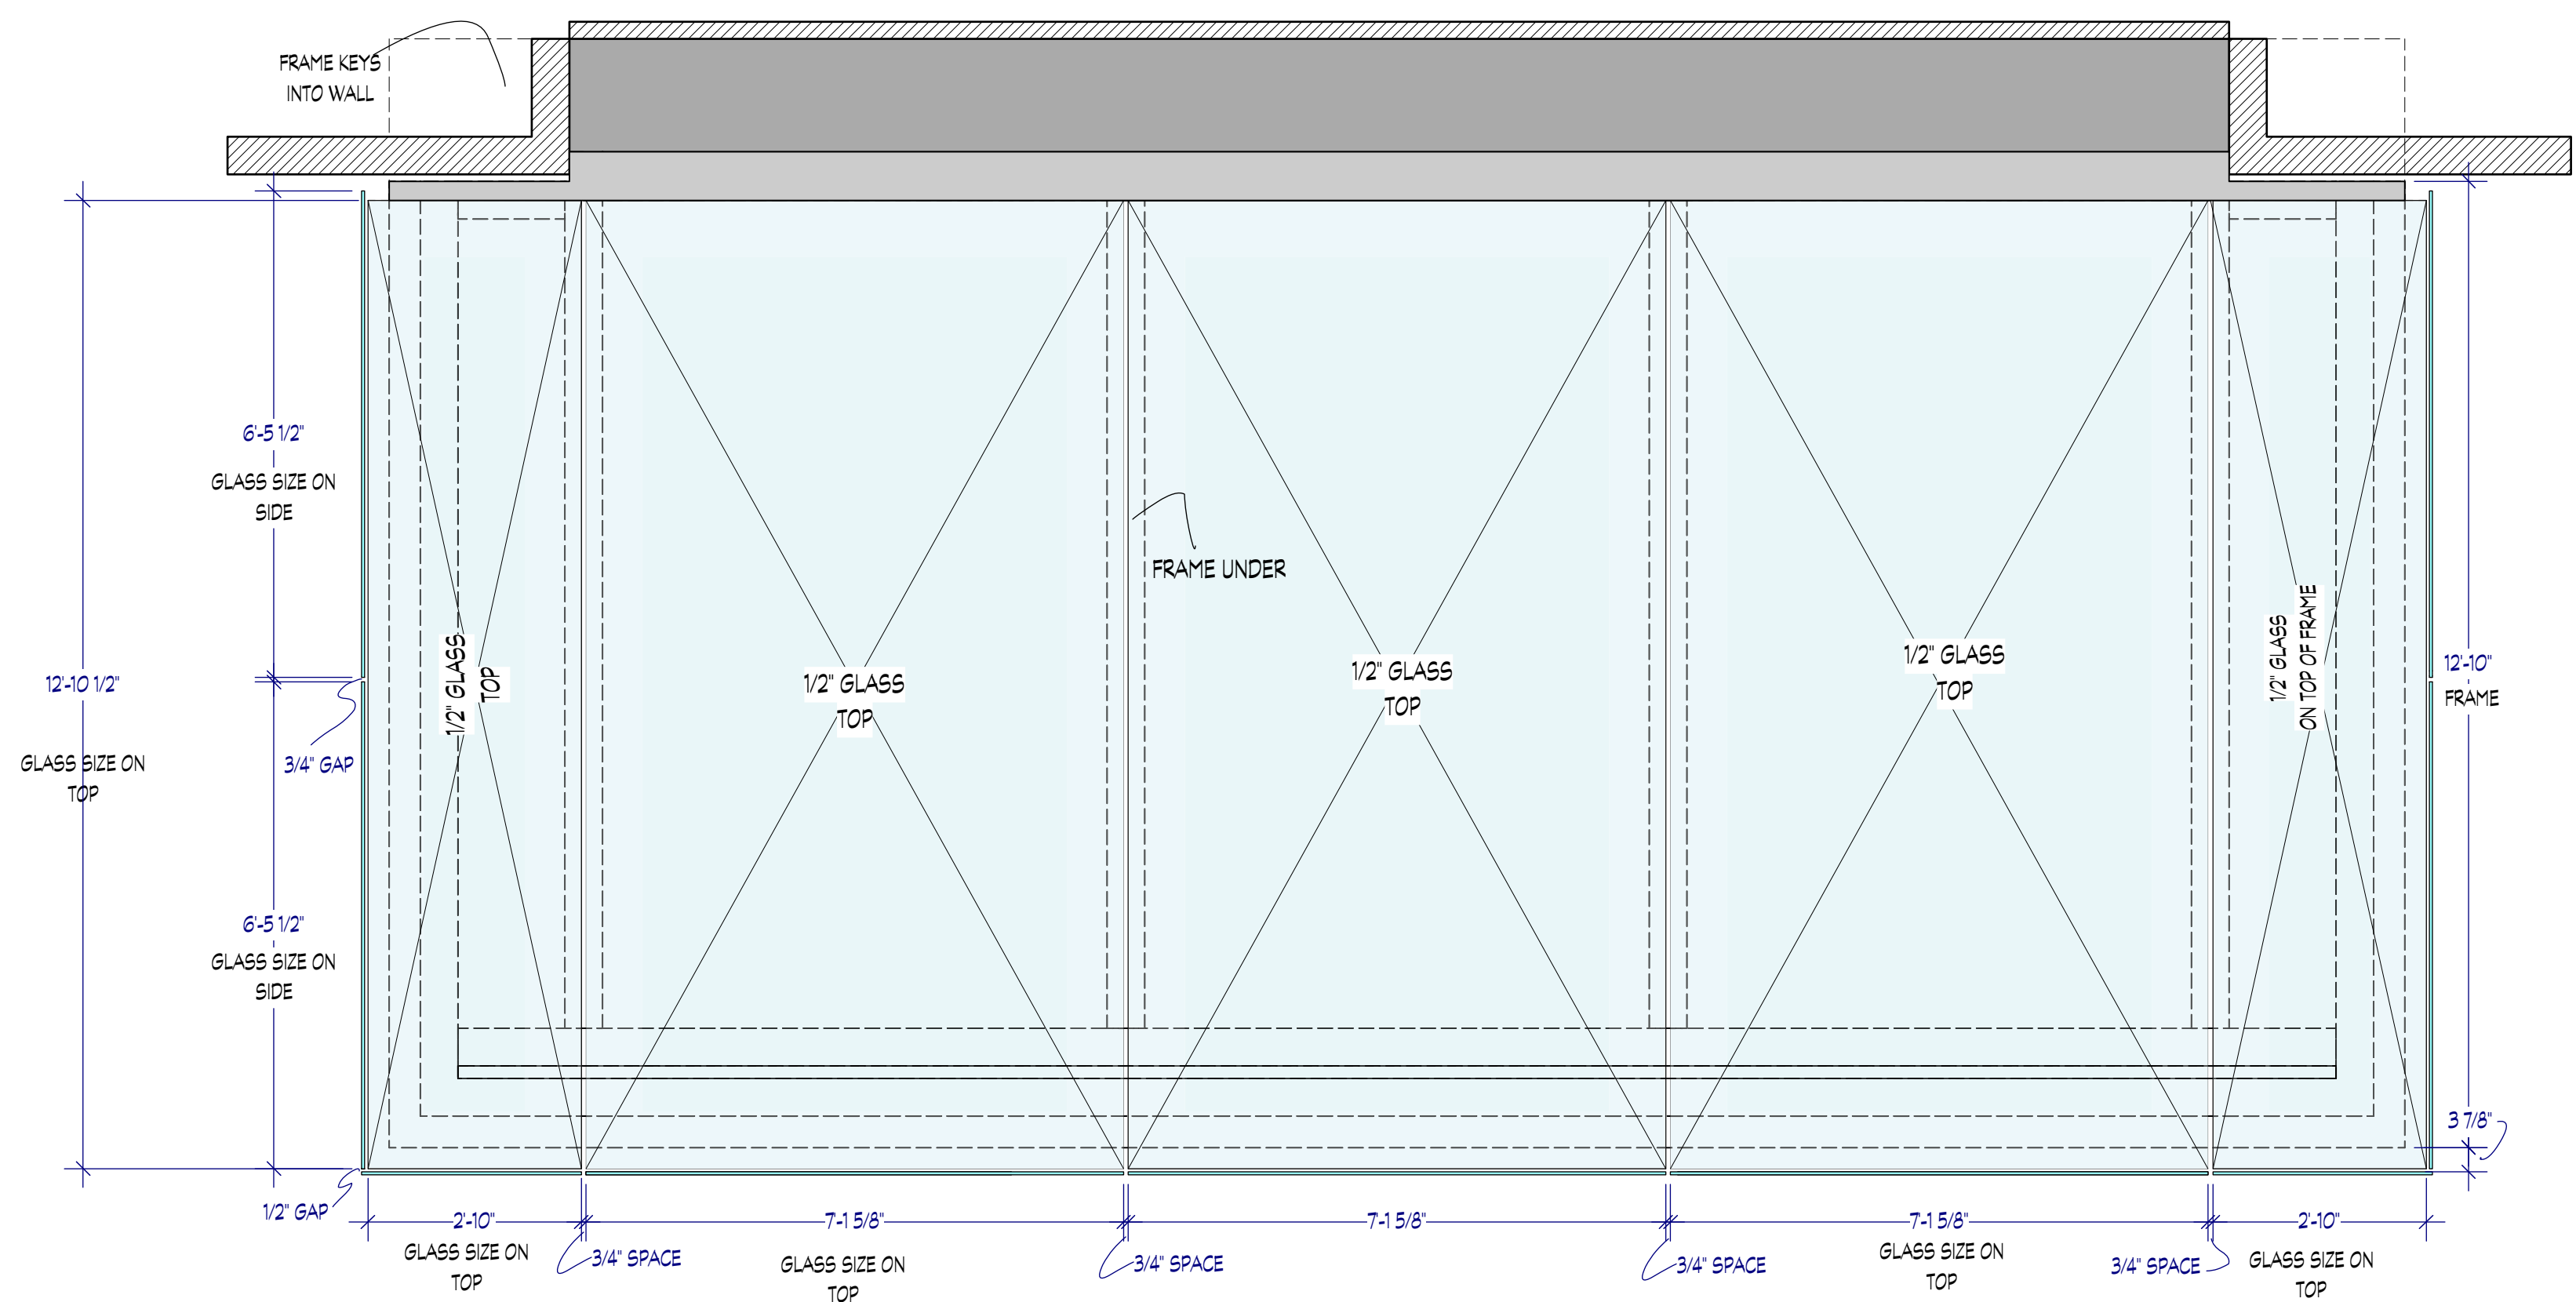 FRAME KEYS
INTO WALL
6'-5 1/2"
GLASS SIZE ON
SIDE
12'-10 1/2"
GLASS SIZE ON
TOP
3/4" GAP
6'-5 1/2"
GLASS SIZE ON
SIDE
1/2" GAP
1/2" GLASS
TOP
1/2" GLASS
TOP
FRAME UNDER
1/2" GLASS
TOP
1/2" GLASS
TOP
1/2" GLASS
ON TOP OF FRAME
12'-10"
FRAME
3 7/8"
2'-10"
GLASS SIZE ON
TOP
3/4" SPACE
7'-1 5/8"
GLASS SIZE ON
TOP
3/4" SPACE
7'-1 5/8"
3/4" SPACE
7'-1 5/8"
GLASS SIZE ON
TOP
3/4" SPACE
2'-10"
GLASS SIZE ON
TOP